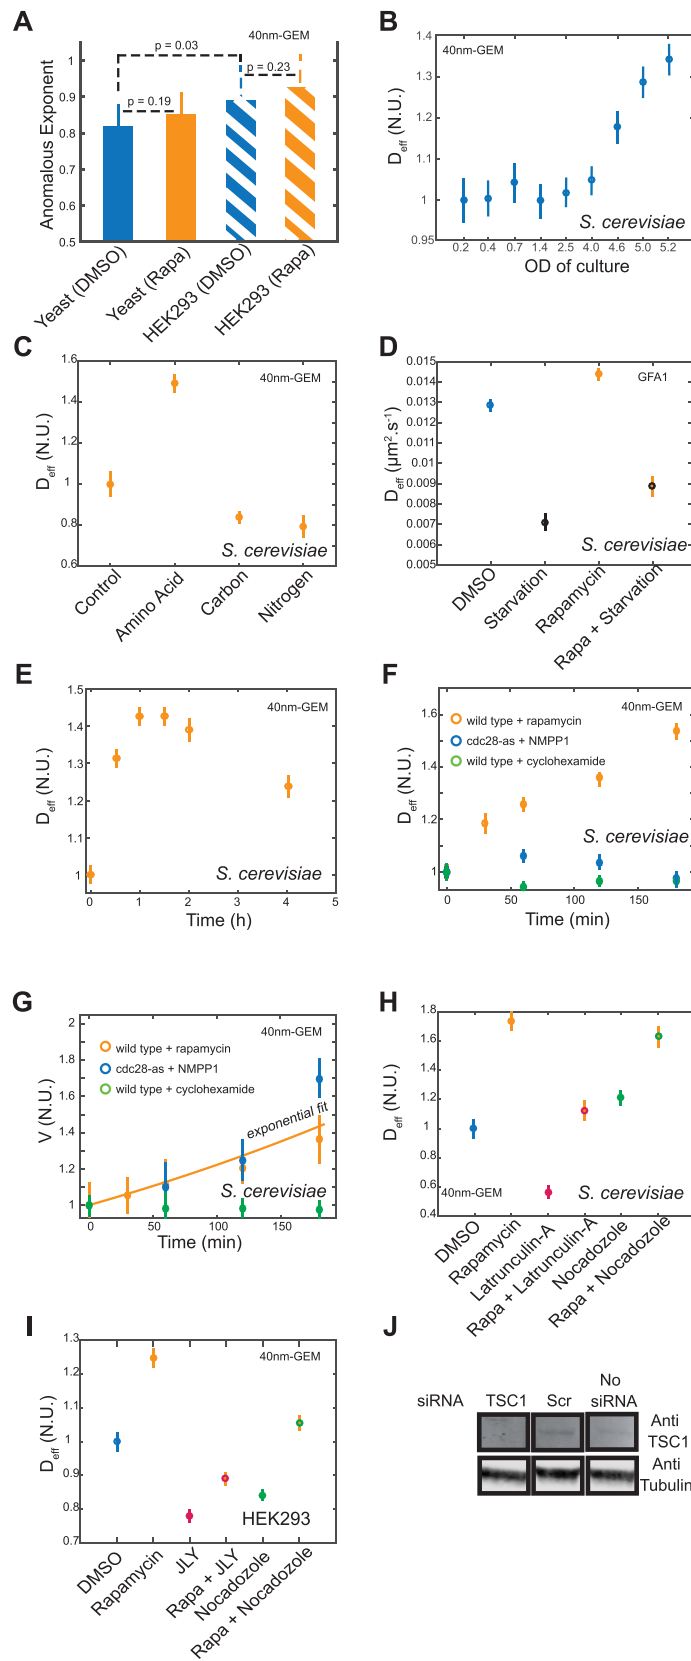 A
40nm-GEM
p = 0.03
p = 0.23
p = 0.19
Anomalous Exponent
1
0.9
0.8
0.7
0.6
0.5
Yeast (DMSO)
Yeast (Rapa)
HEK293 (DMSO)
HEK293 (Rapa)
B
40nm-GEM
Deff (N.U.)
1.4
1.3
1.2
1.1
1
0.95
S. cerevisiae
0.2 0.4 0.7 1.4 2.5 4.0 4.6 5.0 5.2
OD of culture
C
40nm-GEM
Deff (N.U.)
1.6
1.4
1.2
1
0.8
0.6
S. cerevisiae
Control
Amino Acid
Carbon
Nitrogen
D
GFA1
Deff (µm².s⁻¹)
0.015
0.014
0.013
0.012
0.011
0.010
0.009
0.008
0.007
0.006
0.005
S. cerevisiae
DMSO
Starvation
Rapamycin
Rapa + Starvation
E
40nm-GEM
Deff (N.U.)
1.5
1.4
1.3
1.2
1.1
1
S. cerevisiae
0 1 2 3 4 5
Time (h)
F
40nm-GEM
wild type + rapamycin
cdc28-as + NMPP1
wild type + cyclohexamide
Deff (N.U.)
1.6
1.4
1.2
1
S. cerevisiae
0 50 100 150
Time (min)
G
40nm-GEM
wild type + rapamycin
cdc28-as + NMPP1
wild type + cyclohexamide
V (N.U.)
2
1.8
1.6
1.4
1.2
1
exponential fit
S. cerevisiae
0 50 100 150
Time (min)
H
Deff (N.U.)
1.8
1.6
1.4
1.2
1
0.8
0.6
0.4
40nm-GEM
S. cerevisiae
DMSO
Rapamycin
Latrunculin-A
Rapa + Latrunculin-A
Nocadozole
Rapa + Nocadozole
I
40nm-GEM
Deff (N.U.)
1.3
1.2
1.1
1
0.9
0.8
0.7
HEK293
DMSO
Rapamycin
JLY
Rapa + JLY
Nocadozole
Rapa + Nocadozole
J
siRNA
TSC1
Scr
No
siRNA
Anti
TSC1
Anti
Tubulin